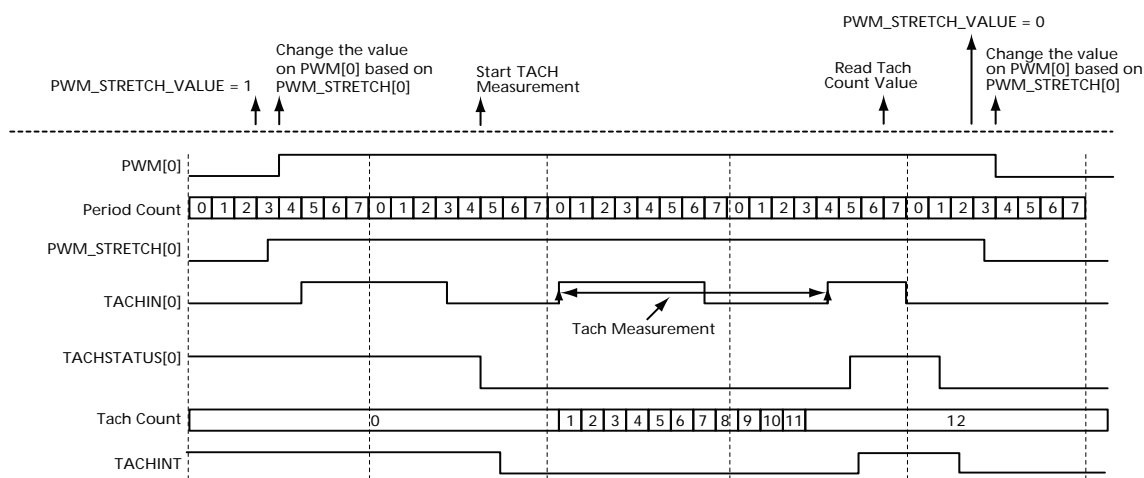 PWM_STRETCH_VALUE = 0
Change the value
on PWM[0] based on
PWM_STRETCH[0]
PWM_STRETCH_VALUE = 1
Start TACH
Measurement
Read Tach
Count Value
Change the value
on PWM[0] based on
PWM_STRETCH[0]
PWM[0]
Period Count 0 1 2 3 4 5 6 7 0 1 2 3 4 5 6 7 0 1 2 3 4 5 6 7 0 1 2 3 4 5 6 7 0 1 2 3 4 5 6 7
PWM_STRETCH[0]
TACHIN[0]
Tach Measurement
TACHSTATUS[0]
Tach Count 0 1 2 3 4 5 6 7 8 9 10 11 12
TACHINT